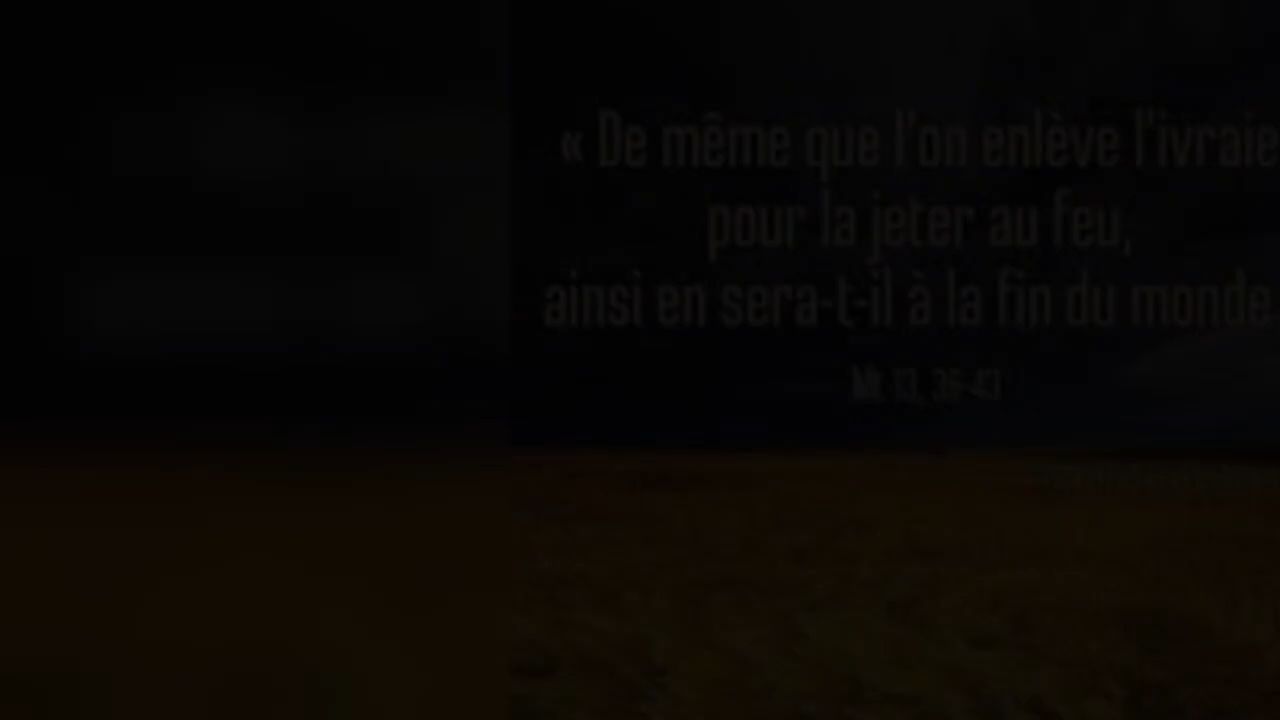 « De même que l'on enlève l'ivraie
pour la jeter au feu,
ainsi en sera-t-il à la fin du monde.
Mt 13, 36-43